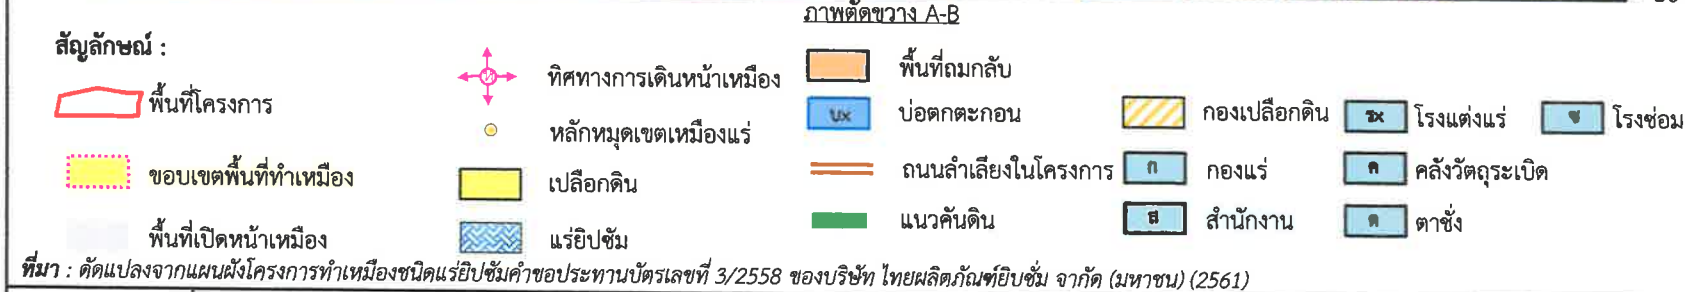 ภาพตัดขวาง A-B
สัญลักษณ์ :
พื้นที่โครงการ
ขอบเขตพื้นที่ทำเหมือง
พื้นที่เปิดหน้าเหมือง
ทิศทางการเดินหน้าเหมือง
หลักหมุดเขตเหมืองแร่
เปลือกดิน
แร่ยิปซัม
พื้นที่ถมกลับ
บx บ่อตกตะกอน
ถนนลำเลียงในโครงการ
แนวคันดิน
กองเปลือกดิน
ก กองแร่
ส สำนักงาน
รx โรงแต่งแร่
ค คลังวัตถุระเบิด
ต ตาชั่ง
ซ โรงซ่อม
ที่มา : ดัดแปลงจากแผนผังโครงการทำเหมืองชนิดแร่ยิปซัมคำขอประทานบัตรเลขที่ 3/2558 ของบริษัท ไทยผลิตภัณฑ์ยิปซั่ม จากัด (มหาชน) (2561)